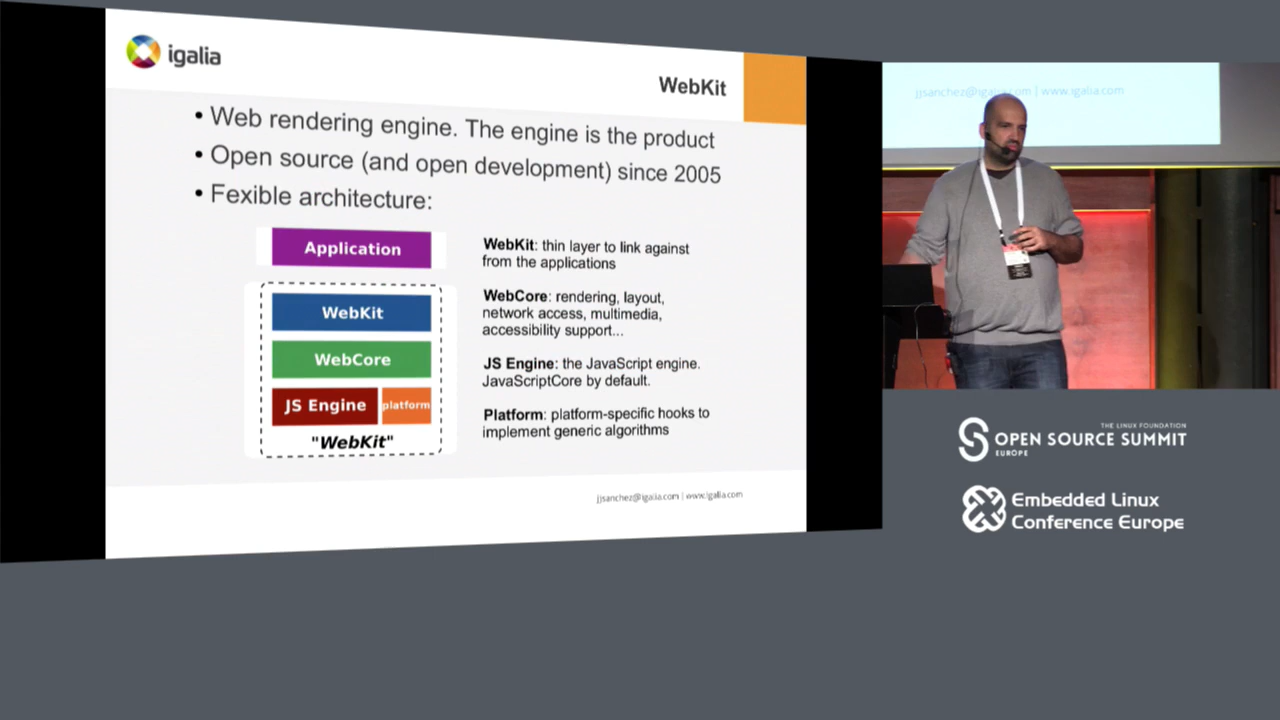 igalia
WebKit
• Web rendering engine. The engine is the product
• Open source (and open development) since 2005
• Fexible architecture:
Application
WebKit
WebCore
JS Engine platform
"WebKit"
WebKit: thin layer to link against
from the applications
WebCore: rendering, layout,
network access, multimedia,
accessibility support...
JS Engine: the JavaScript engine.
JavaScriptCore by default.
Platform: platform-specific hooks to
implement generic algorithms
jjsanchez@igalia.com | www.igalia.com
jjsanchez@igalia.com | www.igalia.com
THE LINUX FOUNDATION
OPEN SOURCE SUMMIT
EUROPE
Embedded Linux
Conference Europe